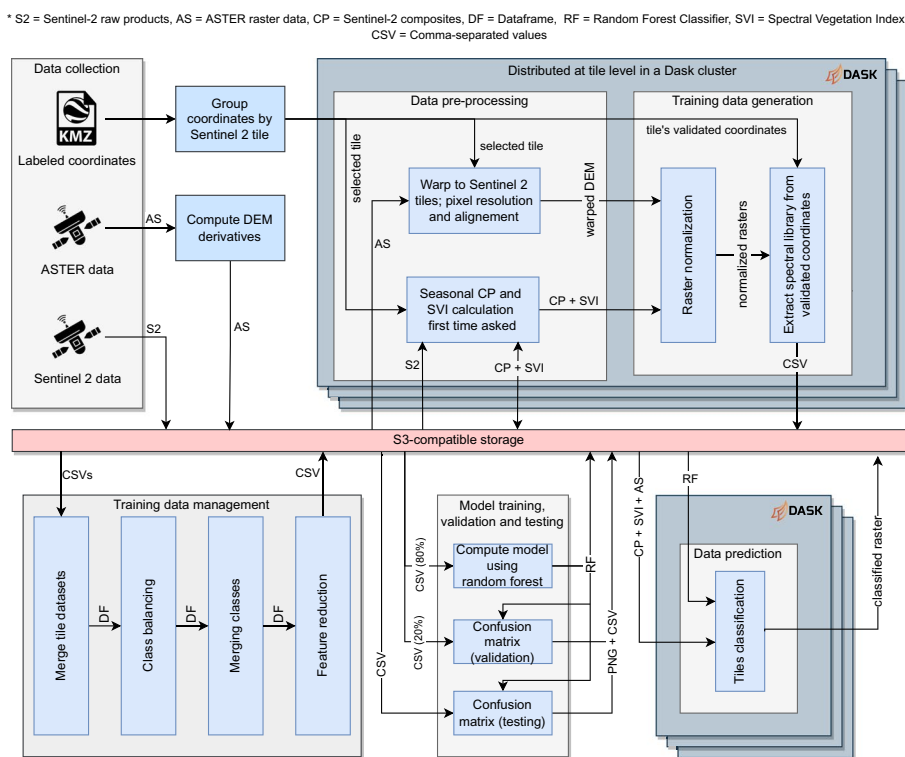 * S2 = Sentinel-2 raw products, AS = ASTER raster data, CP = Sentinel-2 composites, DF = Dataframe, RF = Random Forest Classifier, SVI = Spectral Vegetation Index
CSV = Comma-separated values
Data collection
KMZ
Labeled coordinates
ASTER data
Sentinel 2 data
Group
coordinates by
Sentinel 2 tile
AS
Compute DEM
derivatives
AS
S2
Distributed at tile level in a Dask cluster
DASK
Data pre-processing
selected tile
selected tile
Warp to Sentinel 2
tiles; pixel resolution
and alignement
AS
warped DEM
Seasonal CP and
SVI calculation
first time asked
CP + SVI
S2
CP + SVI
Training data generation
tile's validated coordinates
Raster normalization
normalized rasters
Extract spectral library from
validated coordinates
CSV
S3-compatible storage
CSVs
CSV
Training data management
Merge tile datasets
DF
Class balancing
DF
Merging classes
DF
Feature reduction
CSV
CSV (80%)
CSV (20%)
Model training,
validation and testing
Compute model
using
random forest
Confusion
matrix
(validation)
Confusion
matrix (testing)
RF
PNG + CSV
CP + SVI + AS
RF
DASK
Data prediction
Tiles classification
classified raster